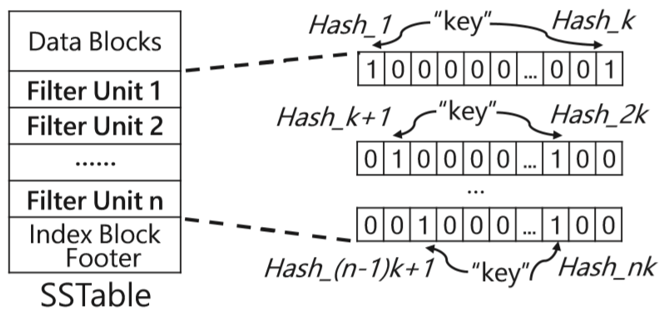 Data Blocks
Filter Unit 1
Filter Unit 2
......
Filter Unit n
Index Block
Footer
SSTable
Hash_1 "key" Hash_k
1 0 0 0 0 0 ... 0 0 1
Hash_k+1 "key" Hash_2k
0 1 0 0 0 0 ... 1 0 0
...
0 0 1 0 0 0 ... 1 0 0
Hash_(n-1)k+1 "key" Hash_nk